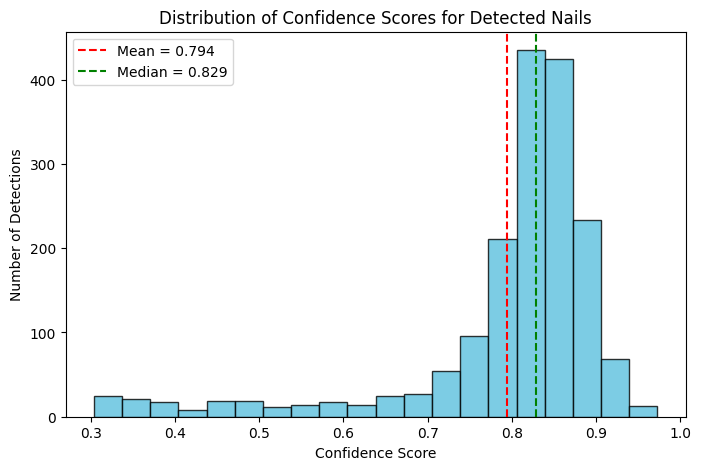 Distribution of Confidence Scores for Detected Nails
Mean = 0.794
Median = 0.829
Number of Detections
400
300
200
100
0
0.3 0.4 0.5 0.6 0.7 0.8 0.9 1.0
Confidence Score